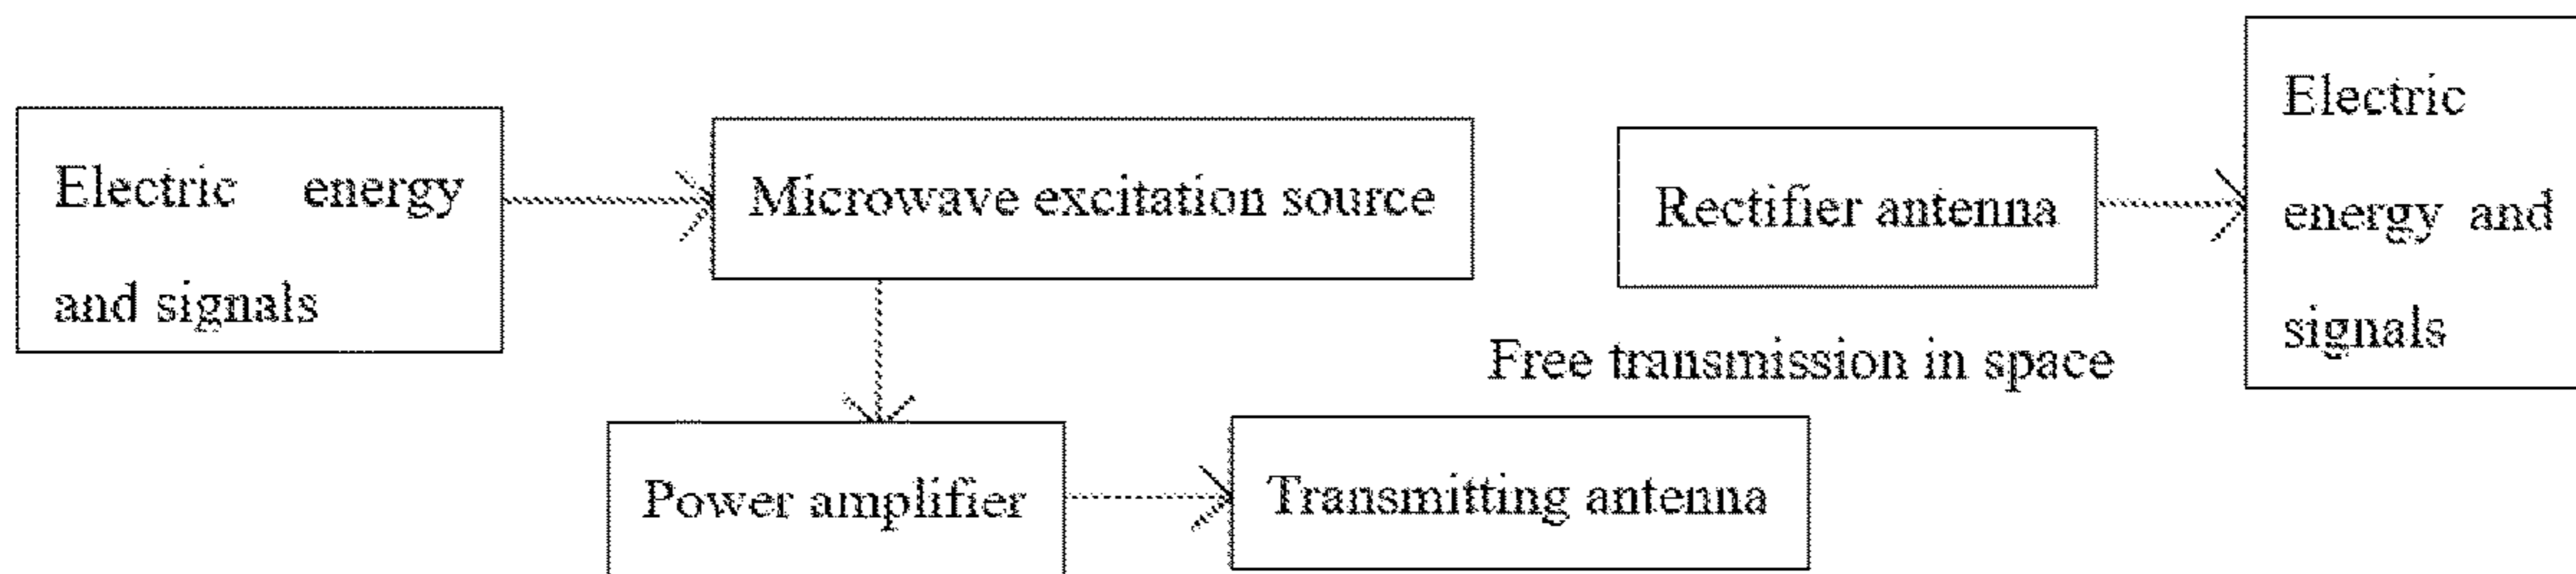 Electric energy
and signals
Microwave excitation source
Power amplifier
Transmitting antenna
Free transmission in space
Rectifier antenna
Electric
energy and
signals